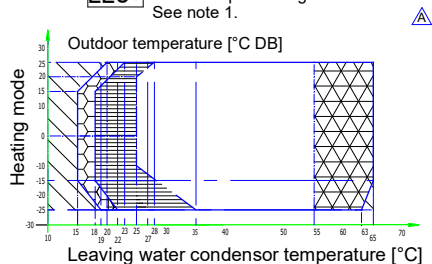 See note 1.
A
Outdoor temperature [°C DB]
Heating mode
30
25
20
15
10
0
-10
-15
-20
-25
-30
10 15 18 19 20 22 23 25 27 28 30 35 40 50 55 60 63 65 70
Leaving water condensor temperature [°C]